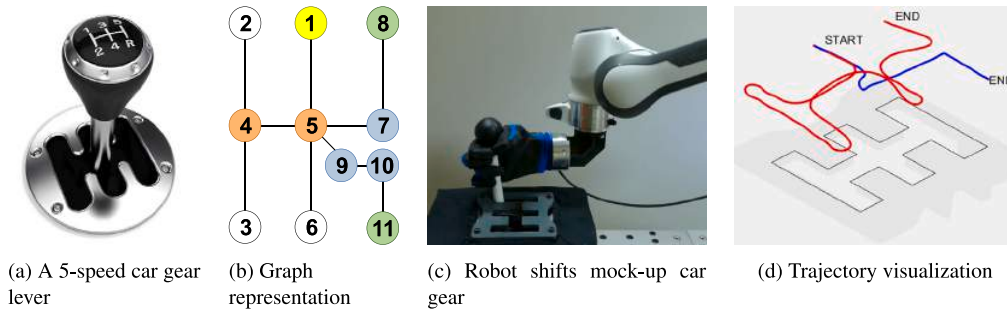 1 3 5
2 4 R
2 1 8
4 5 7
9 10
3 6 11
START
END
END
(a) A 5-speed car gear
lever
(b) Graph
representation
(c) Robot shifts mock-up car
gear
(d) Trajectory visualization